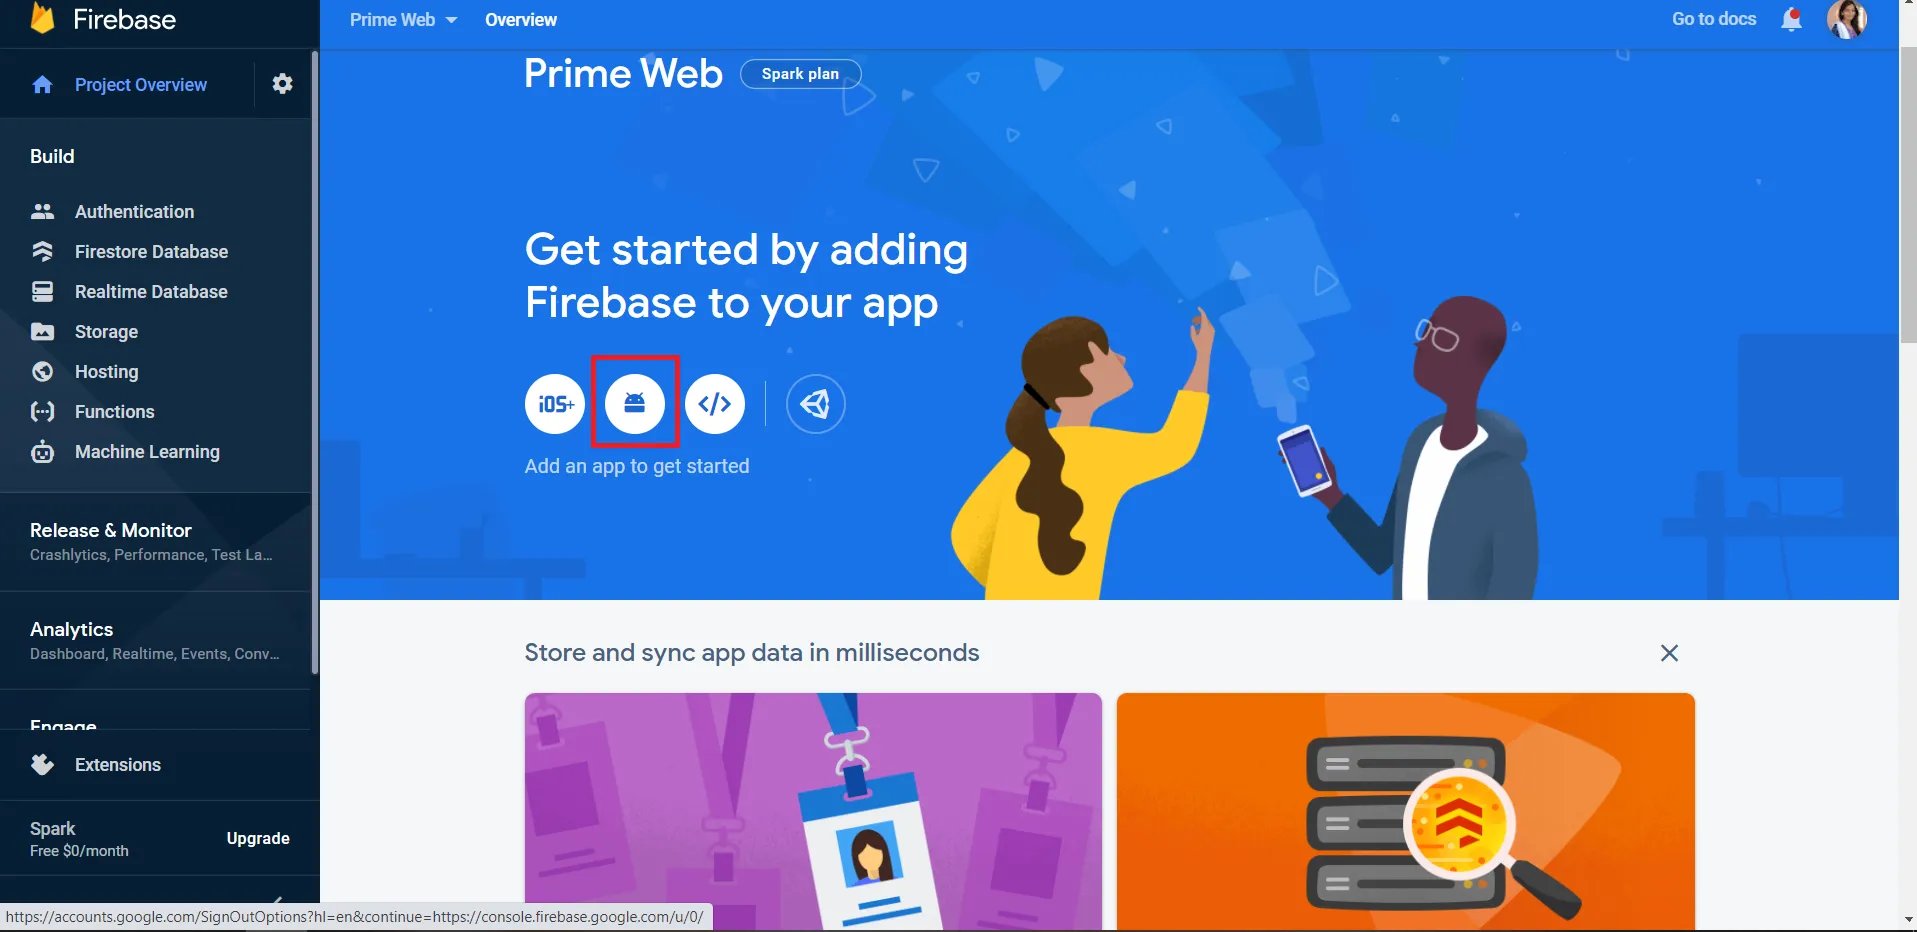 Firebase
Prime Web
Overview
Go to docs
Project Overview
Prime Web
Spark plan
Build
Authentication
Firestore Database
Realtime Database
Storage
Hosting
Functions
Machine Learning
Get started by adding
Firebase to your app
iOS+
</>
Add an app to get started
Release & Monitor
Crashlytics, Performance, Test La...
Analytics
Dashboard, Realtime, Events, Conv...
Engage
Extensions
Spark
Free $0/month
Upgrade
Store and sync app data in milliseconds
https://accounts.google.com/SignOutOptions?hl=en&continue=https://console.firebase.google.com/u/0/